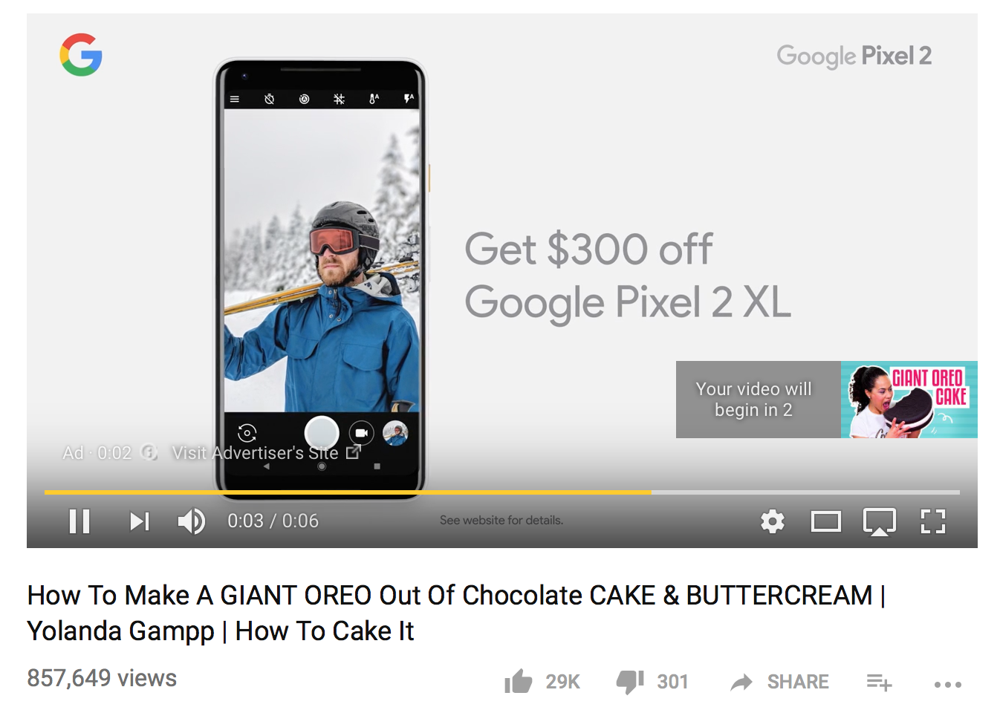 Google Pixel 2
Get $300 off
Google Pixel 2 XL
Your video will
begin in 2
GIANT OREO
CAKE
Ad · 0:02 Visit Advertiser's Site
0:03 / 0:06
See website for details.
How To Make A GIANT OREO Out Of Chocolate CAKE & BUTTERCREAM |
Yolanda Gampp | How To Cake It
857,649 views
29K
301
SHARE